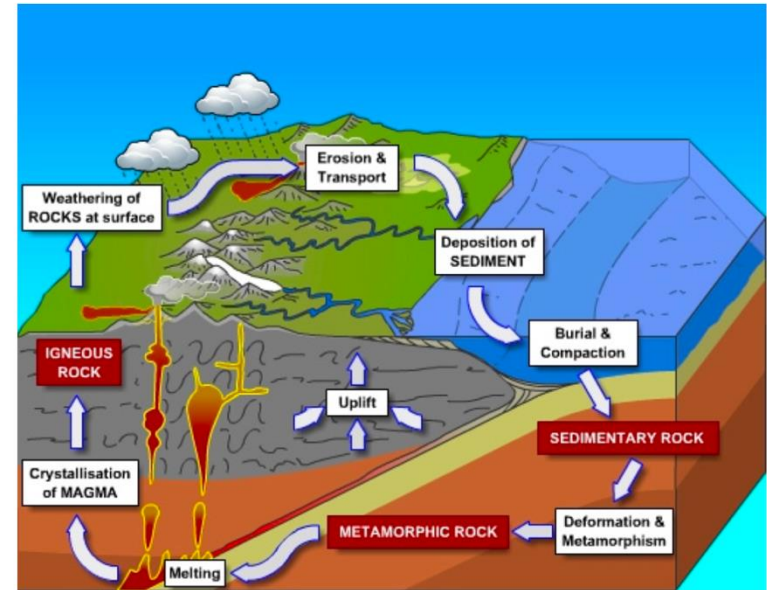 Erosion &
Transport
Weathering of
ROCKS at surface
Deposition of
SEDIMENT
Burial &
Compaction
IGNEOUS
ROCK
Uplift
SEDIMENTARY ROCK
Crystallisation
of MAGMA
METAMORPHIC ROCK
Deformation &
Metamorphism
Melting